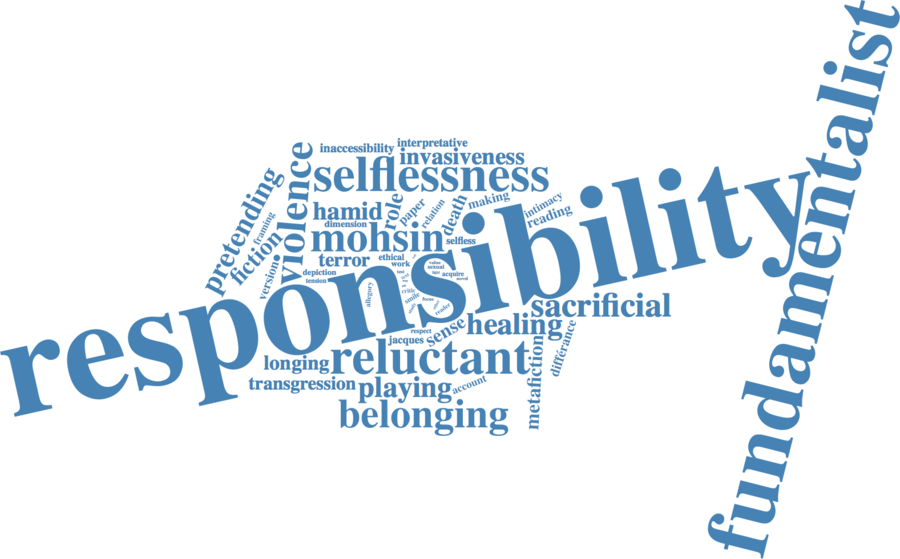 fundamentalist
responsibility
inaccessibility
interpretative
invasiveness
selflessness
violence
pretending
fiction
framing
version
hamid
dimension
role
paper
relation
death
making
intimacy
reading
mohsin
selfless
terror
ethical
work
depiction
tension
value
sexual
acquire
novel
text
critic
smile
allegory
focus
reader
respect
jacques
sense
healing
sacrificial
différance
metafiction
longing
reluctant
transgression
playing
account
belonging